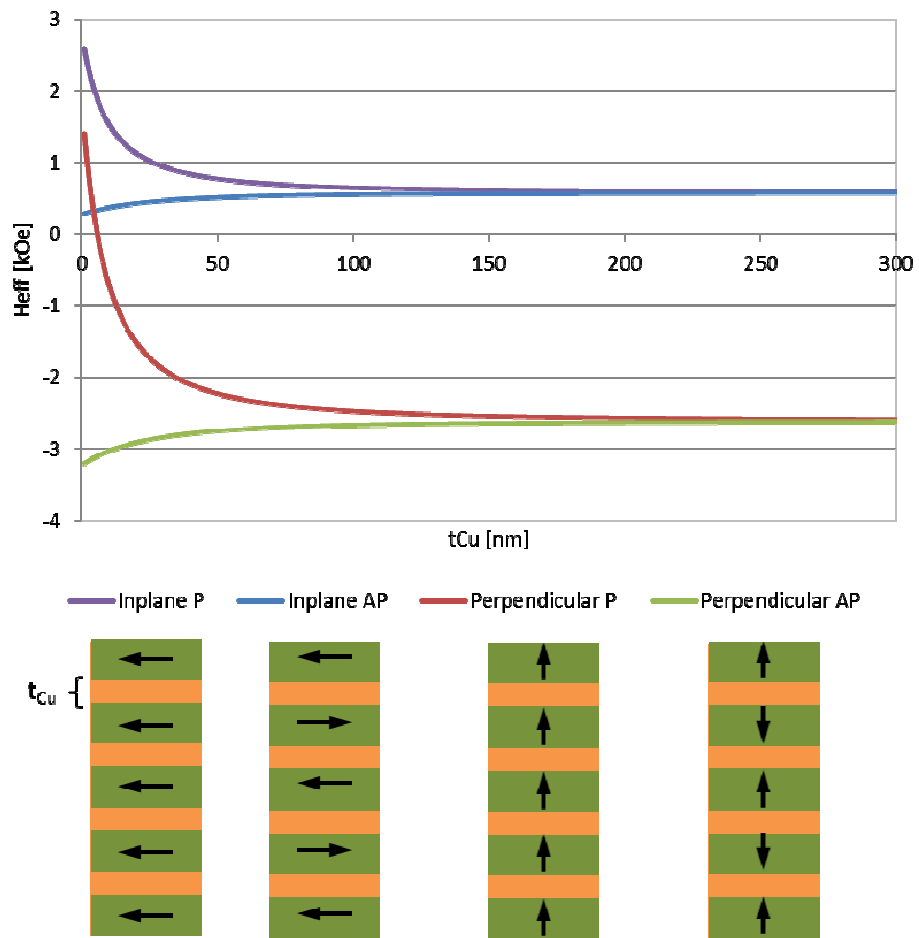 3
2
1
0
-1
-2
-3
-4
Heff [kOe]
0 50 100 150 200 250 300
tCu [nm]
Inplane P Inplane AP Perpendicular P Perpendicular AP
tCu